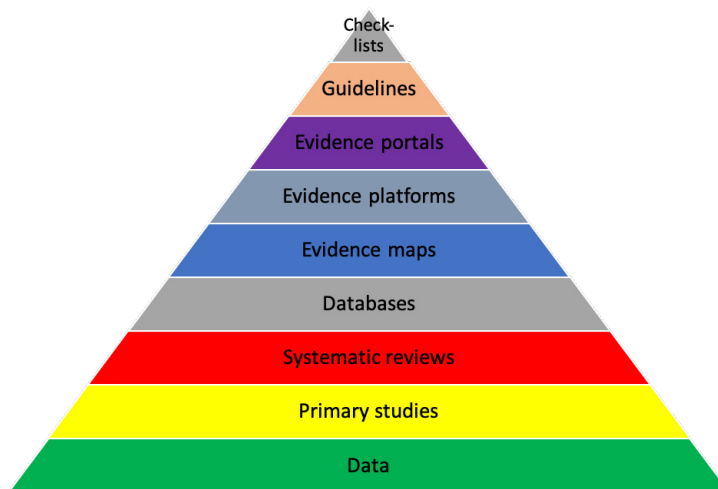 Check-
lists
Guidelines
Evidence portals
Evidence platforms
Evidence maps
Databases
Systematic reviews
Primary studies
Data